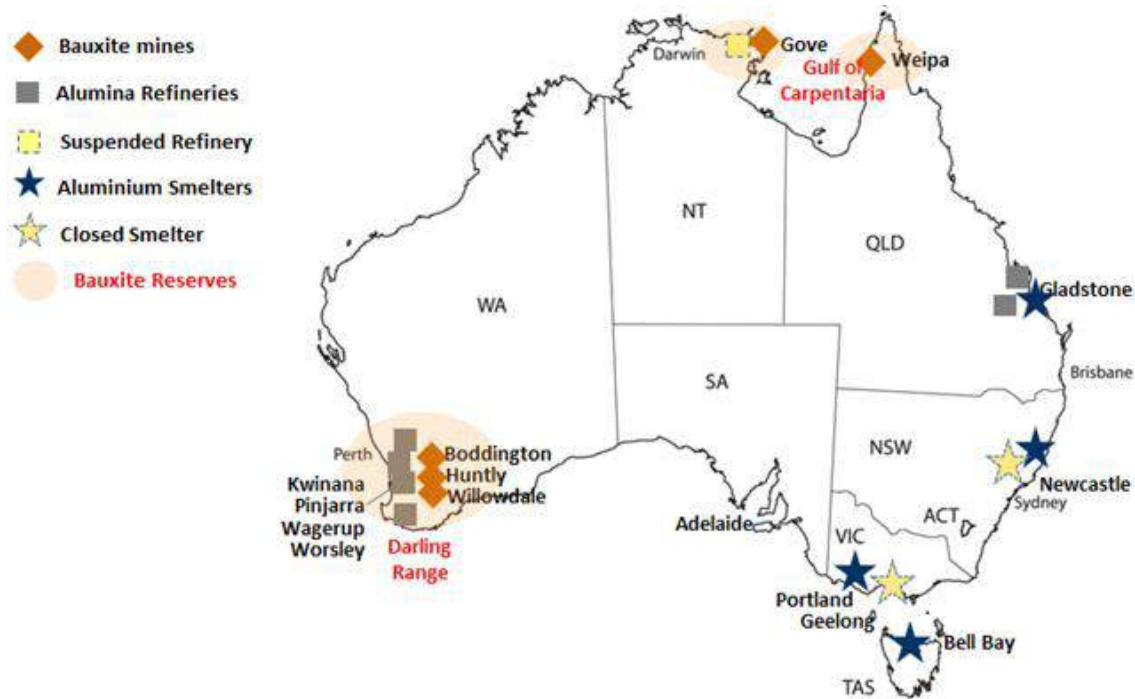 Bauxite mines
Alumina Refineries
Suspended Refinery
Aluminium Smelters
Closed Smelter
Bauxite Reserves
Darwin
Gove
Gulf of
Carpentaria
Weipa
NT
QLD
WA
SA
Gladstone
Brisbane
NSW
Newcastle
Sydney
ACT
VIC
Adelaide
Portland
Geelong
Bell Bay
TAS
Perth
Boddington
Huntly
Willowdale
Kwinana
Pinjarra
Wagerup
Worsley
Darling
Range